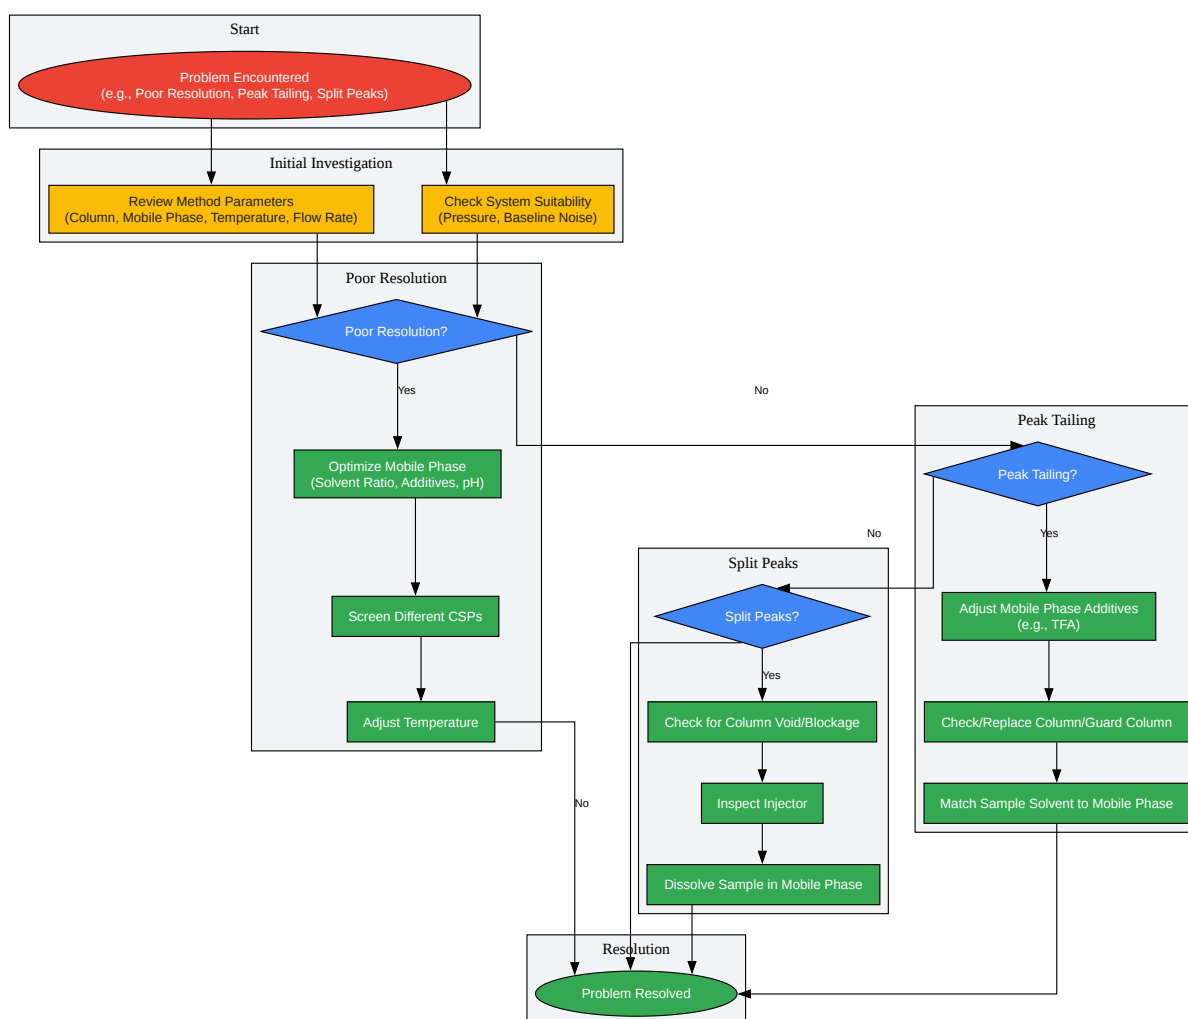 Start
Problem Encountered
(e.g., Poor Resolution, Peak Tailing, Split Peaks)
Initial Investigation
Review Method Parameters
(Column, Mobile Phase, Temperature, Flow Rate)
Check System Suitability
(Pressure, Baseline Noise)
Poor Resolution
Poor Resolution?
Yes
No
Optimize Mobile Phase
(Solvent Ratio, Additives, pH)
Screen Different CSPs
Adjust Temperature
No
Peak Tailing
Peak Tailing?
No
Yes
Adjust Mobile Phase Additives
(e.g., TFA)
Check/Replace Column/Guard Column
Match Sample Solvent to Mobile Phase
Split Peaks
Split Peaks?
Yes
Check for Column Void/Blockage
Inspect Injector
Dissolve Sample in Mobile Phase
Resolution
Problem Resolved